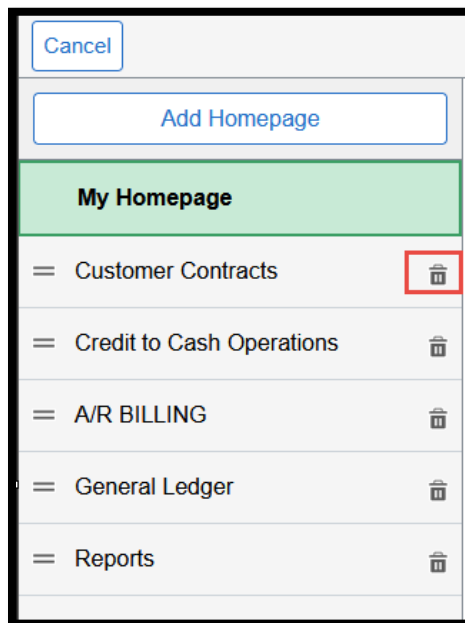 Cancel
Add Homepage
My Homepage
Customer Contracts
Credit to Cash Operations
A/R BILLING
General Ledger
Reports